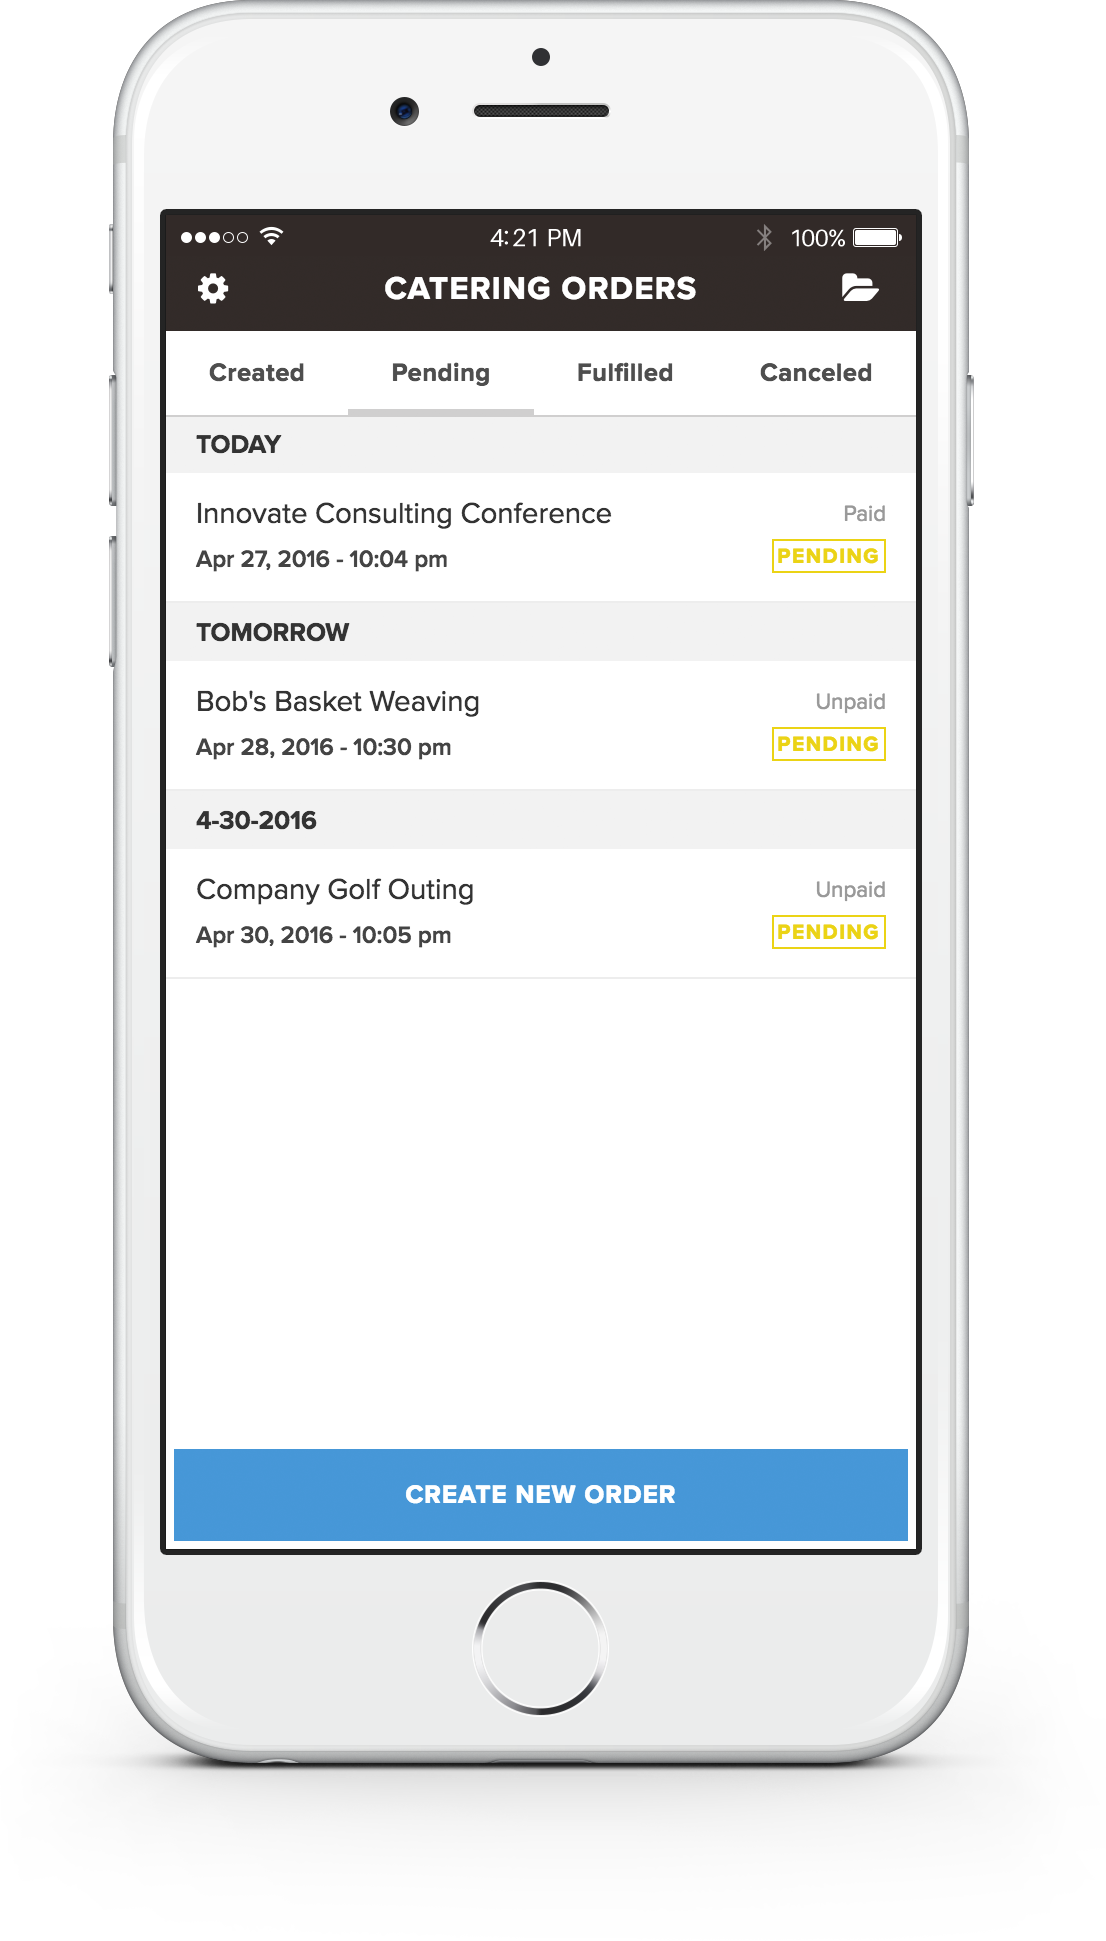 4:21 PM 100%
CATERING ORDERS
Created Pending Fulfilled Canceled
TODAY
Innovate Consulting Conference Paid
Apr 27, 2016 - 10:04 pm PENDING
TOMORROW
Bob's Basket Weaving Unpaid
Apr 28, 2016 - 10:30 pm PENDING
4-30-2016
Company Golf Outing Unpaid
Apr 30, 2016 - 10:05 pm PENDING
CREATE NEW ORDER